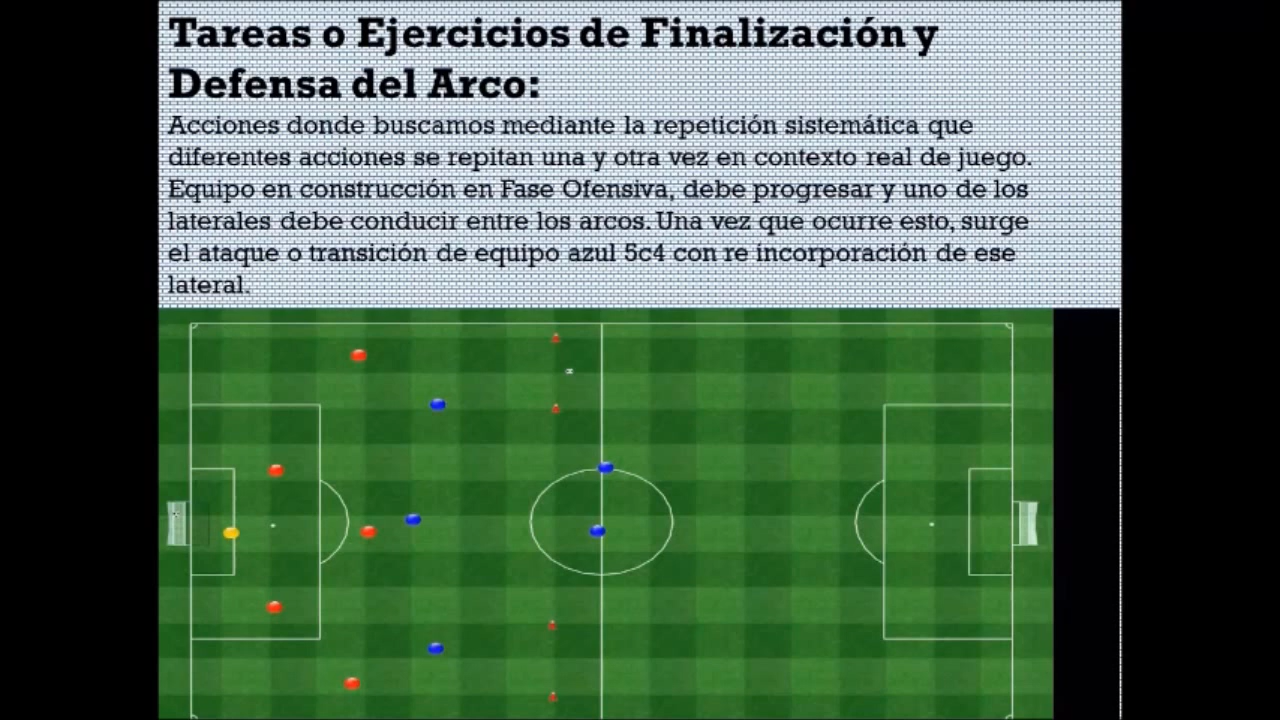 Tareas o Ejercicios de Finalización y
Defensa del Arco:
Acciones donde buscamos mediante la repetición sistemática que
diferentes acciones se repitan una y otra vez en contexto real de juego.
Equipo en construcción en Fase Ofensiva, debe progresar y uno de los
laterales debe conducir entre los arcos. Una vez que ocurre esto, surge
el ataque o transición de equipo azul 5c4 con re incorporación de ese
lateral.